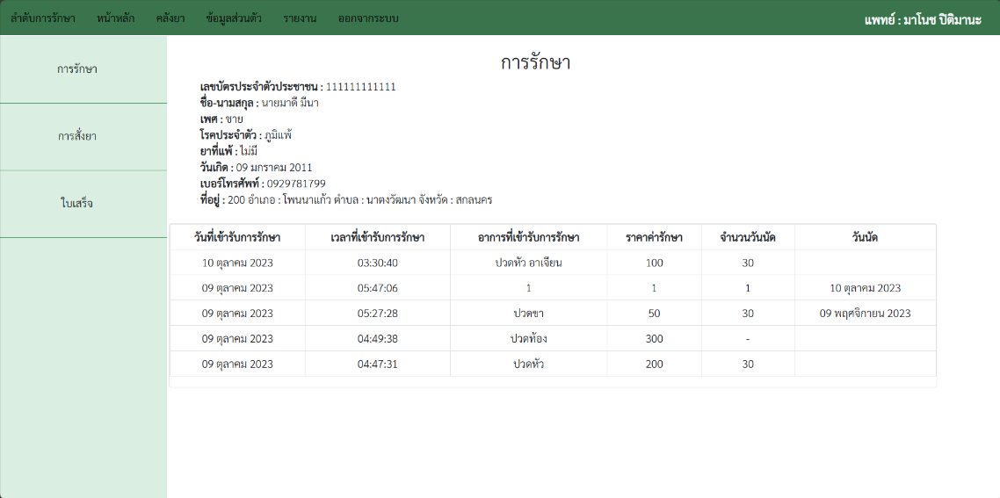 ลำดับการรักษา หน้าหลัก คลังยา ข้อมูลส่วนตัว รายงาน ออกจากระบบ แพทย์ : มาโนช ปิติมานะ
การรักษา
การสั่งยา
ใบเสร็จ
การรักษา
เลขบัตรประจำตัวประชาชน : 111111111111
ชื่อ-นามสกุล : นายมาดี มีนา
เพศ : ชาย
โรคประจำตัว : ภูมิแพ้
ยาที่แพ้ : ไม่มี
วันเกิด : 09 มกราคม 2011
เบอร์โทรศัพท์ : 0929781799
ที่อยู่ : 200 อำเภอ : โพนนาแก้ว ตำบล : นาตงวัฒนา จังหวัด : สกลนคร
วันที่เข้ารับการรักษา เวลาที่เข้ารับการรักษา อาการที่เข้ารับการรักษา ราคาค่ารักษา จำนวนวันนัด วันนัด
10 ตุลาคม 2023 03:30:40 ปวดหัว อาเจียน 100 30
09 ตุลาคม 2023 05:47:06 1 1 1 10 ตุลาคม 2023
09 ตุลาคม 2023 05:27:28 ปวดขา 50 30 09 พฤศจิกายน 2023
09 ตุลาคม 2023 04:49:38 ปวดท้อง 300 -
09 ตุลาคม 2023 04:47:31 ปวดหัว 200 30